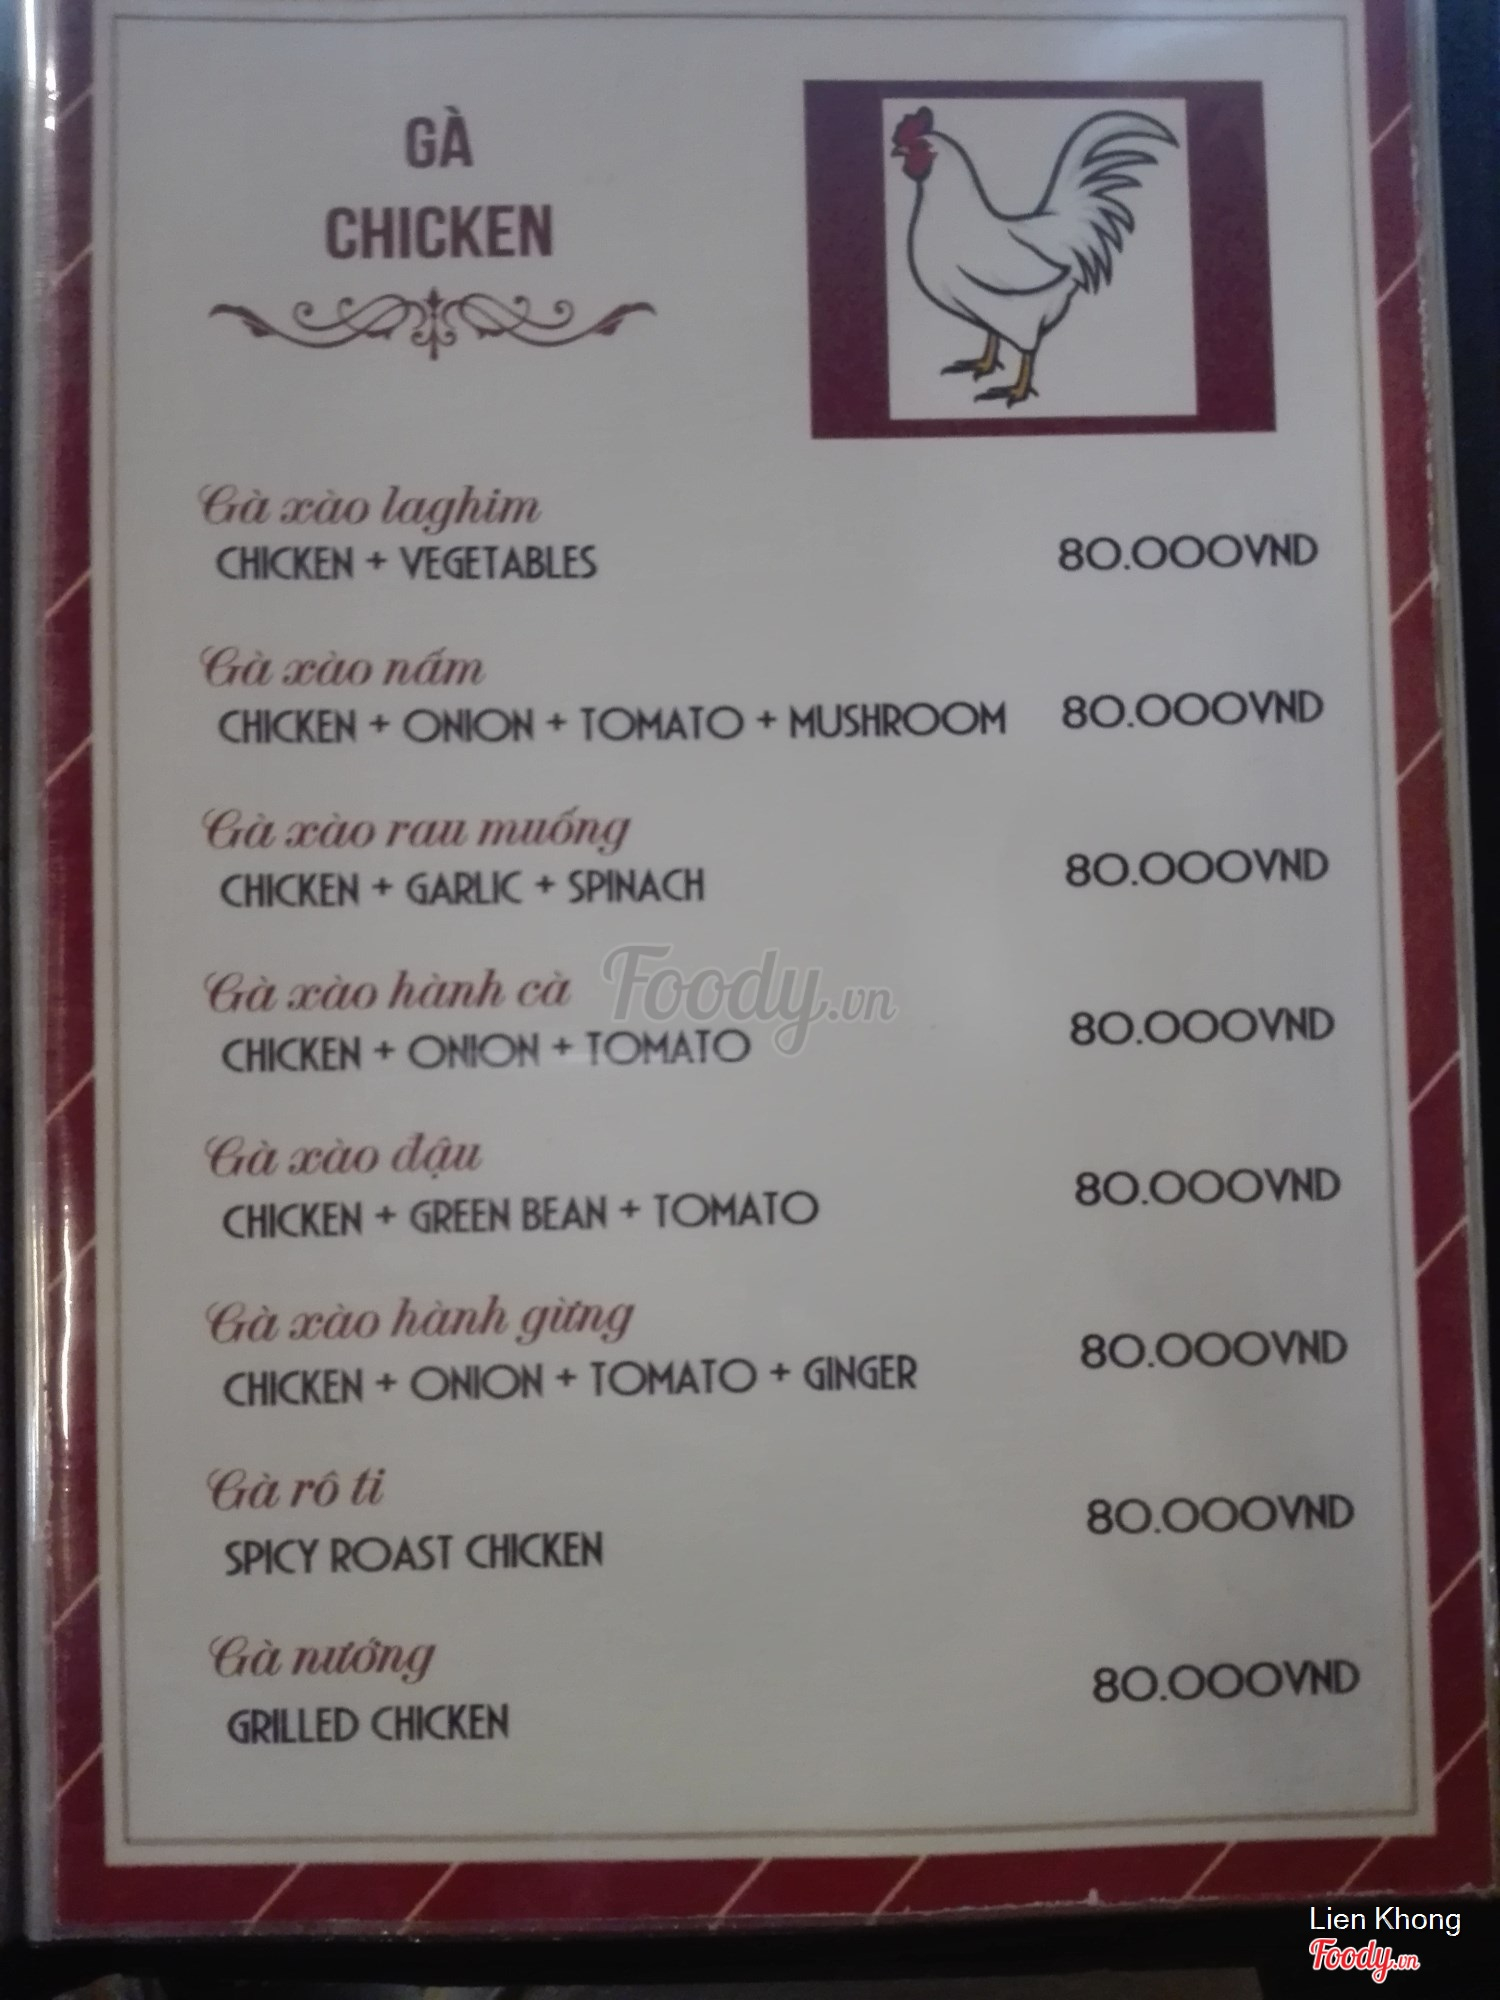 GÀ
CHICKEN
Gà xào laghim
CHICKEN + VEGETABLES 80.000VND
Gà xào nấm
CHICKEN + ONION + TOMATO + MUSHROOM 80.000VND
Gà xào rau muống
CHICKEN + GARLIC + SPINACH 80.000VND
Gà xào hành cà
CHICKEN + ONION + TOMATO 80.000VND
Gà xào đậu
CHICKEN + GREEN BEAN + TOMATO 80.000VND
Gà xào hành gừng
CHICKEN + ONION + TOMATO + GINGER 80.000VND
Gà rô ti
SPICY ROAST CHICKEN 80.000VND
Gà nướng
GRILLED CHICKEN 80.000VND
Foody.vn
Lien Khong
Foody.vn